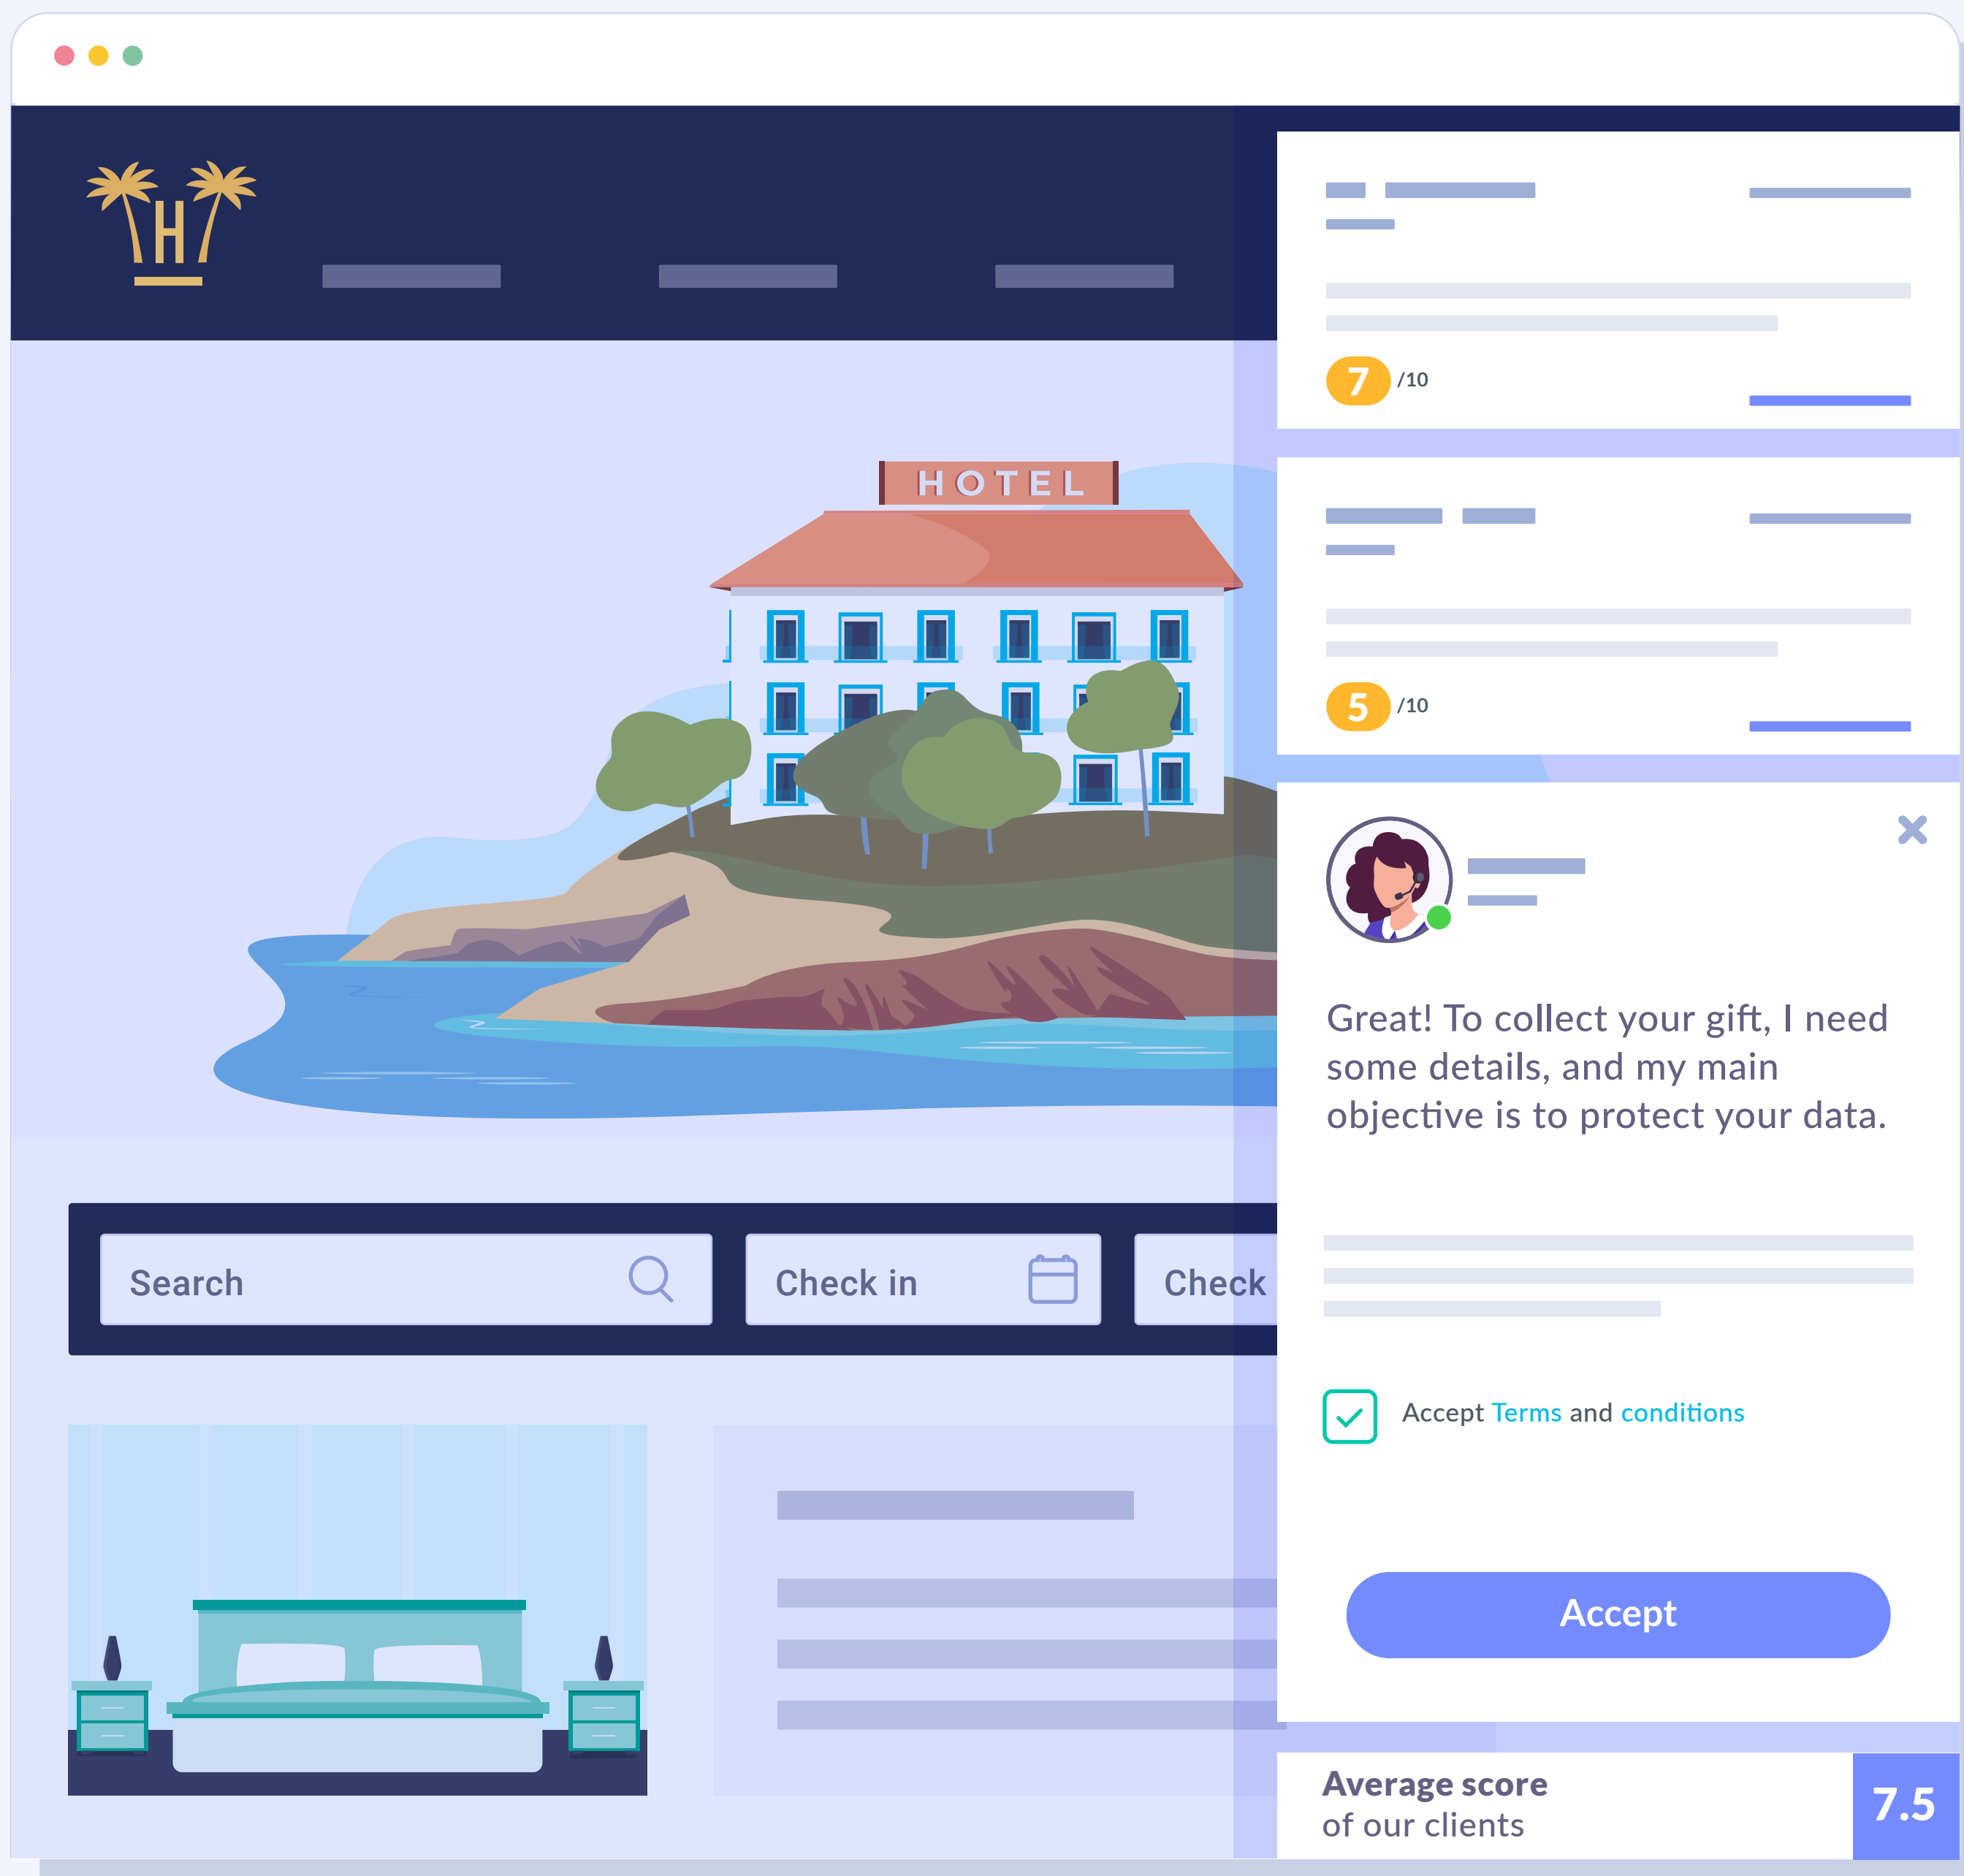 H
7 /10
HOTEL
5 /10
Great! To collect your gift, I need
some details, and my main
objective is to protect your data.
Search
Check in
Check
Accept Terms and conditions
Accept
Average score
of our clients
7.5